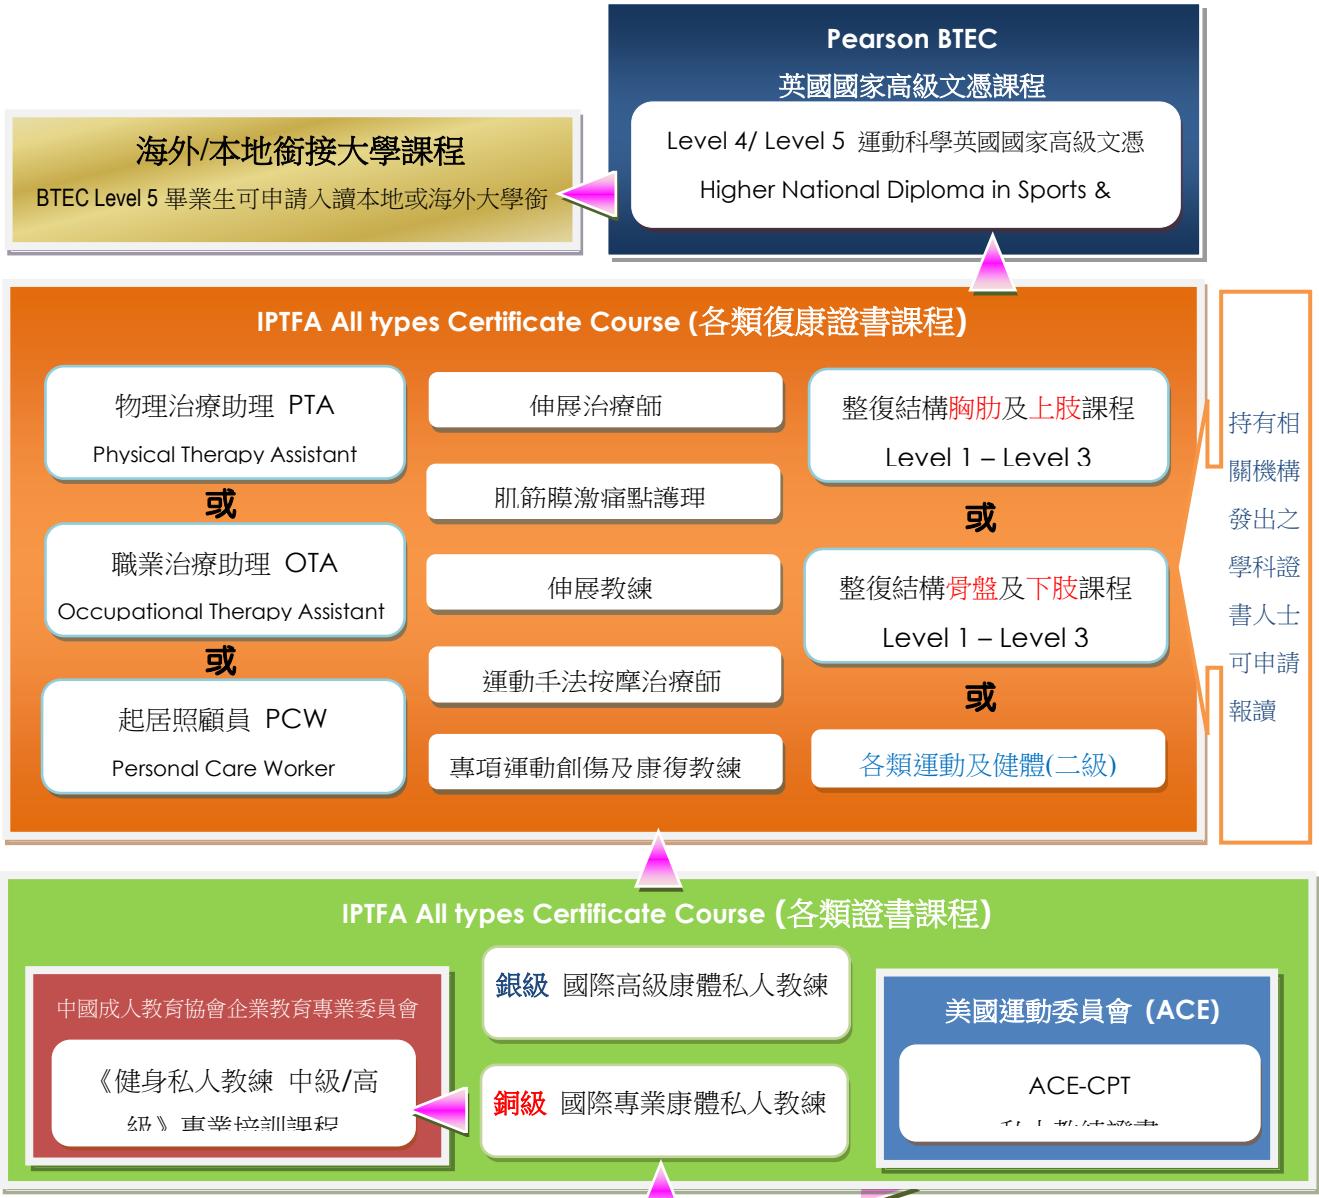 Pearson BTEC
英國國家高級文憑課程
Level 4/ Level 5 運動科學英國國家高級文憑
Higher National Diploma in Sports &
海外/本地銜接大學課程
BTEC Level 5 畢業生可申請入讀本地或海外大學銜
IPTFA All types Certificate Course (各類復康證書課程)
物理治療助理 PTA
Physical Therapy Assistant
或
職業治療助理 OTA
Occupational Therapy Assistant
或
起居照顧員 PCW
Personal Care Worker
伸展治療師
肌筋膜激痛點護理
伸展教練
運動手法按摩治療師
專項運動創傷及康復教練
整復結構胸肋及上肢課程
Level 1 – Level 3
或
整復結構骨盤及下肢課程
Level 1 – Level 3
或
各類運動及健體(二級)
持有相
關機構
發出之
學科證
書人士
可申請
報讀
IPTFA All types Certificate Course (各類證書課程)
中國成人教育協會企業教育專業委員會
《健身私人教練 中級/高
級》專業培訓課程
銀級 國際高級康體私人教練
銅級 國際專業康體私人教練
美國運動委員會 (ACE)
ACE-CPT
私人教練證書